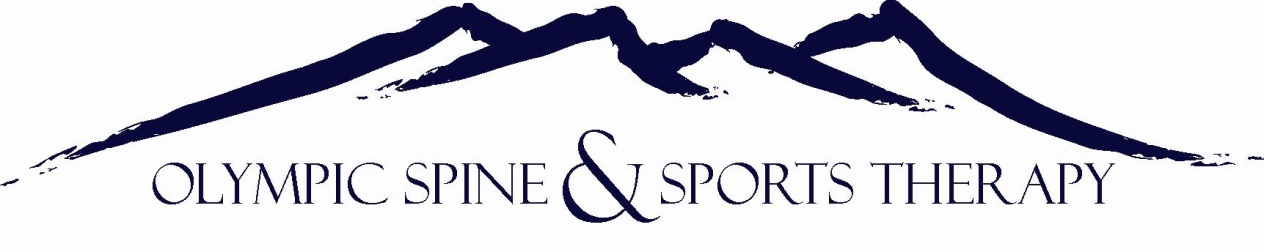 OLYMPIC SPINE & SPORTS THERAPY